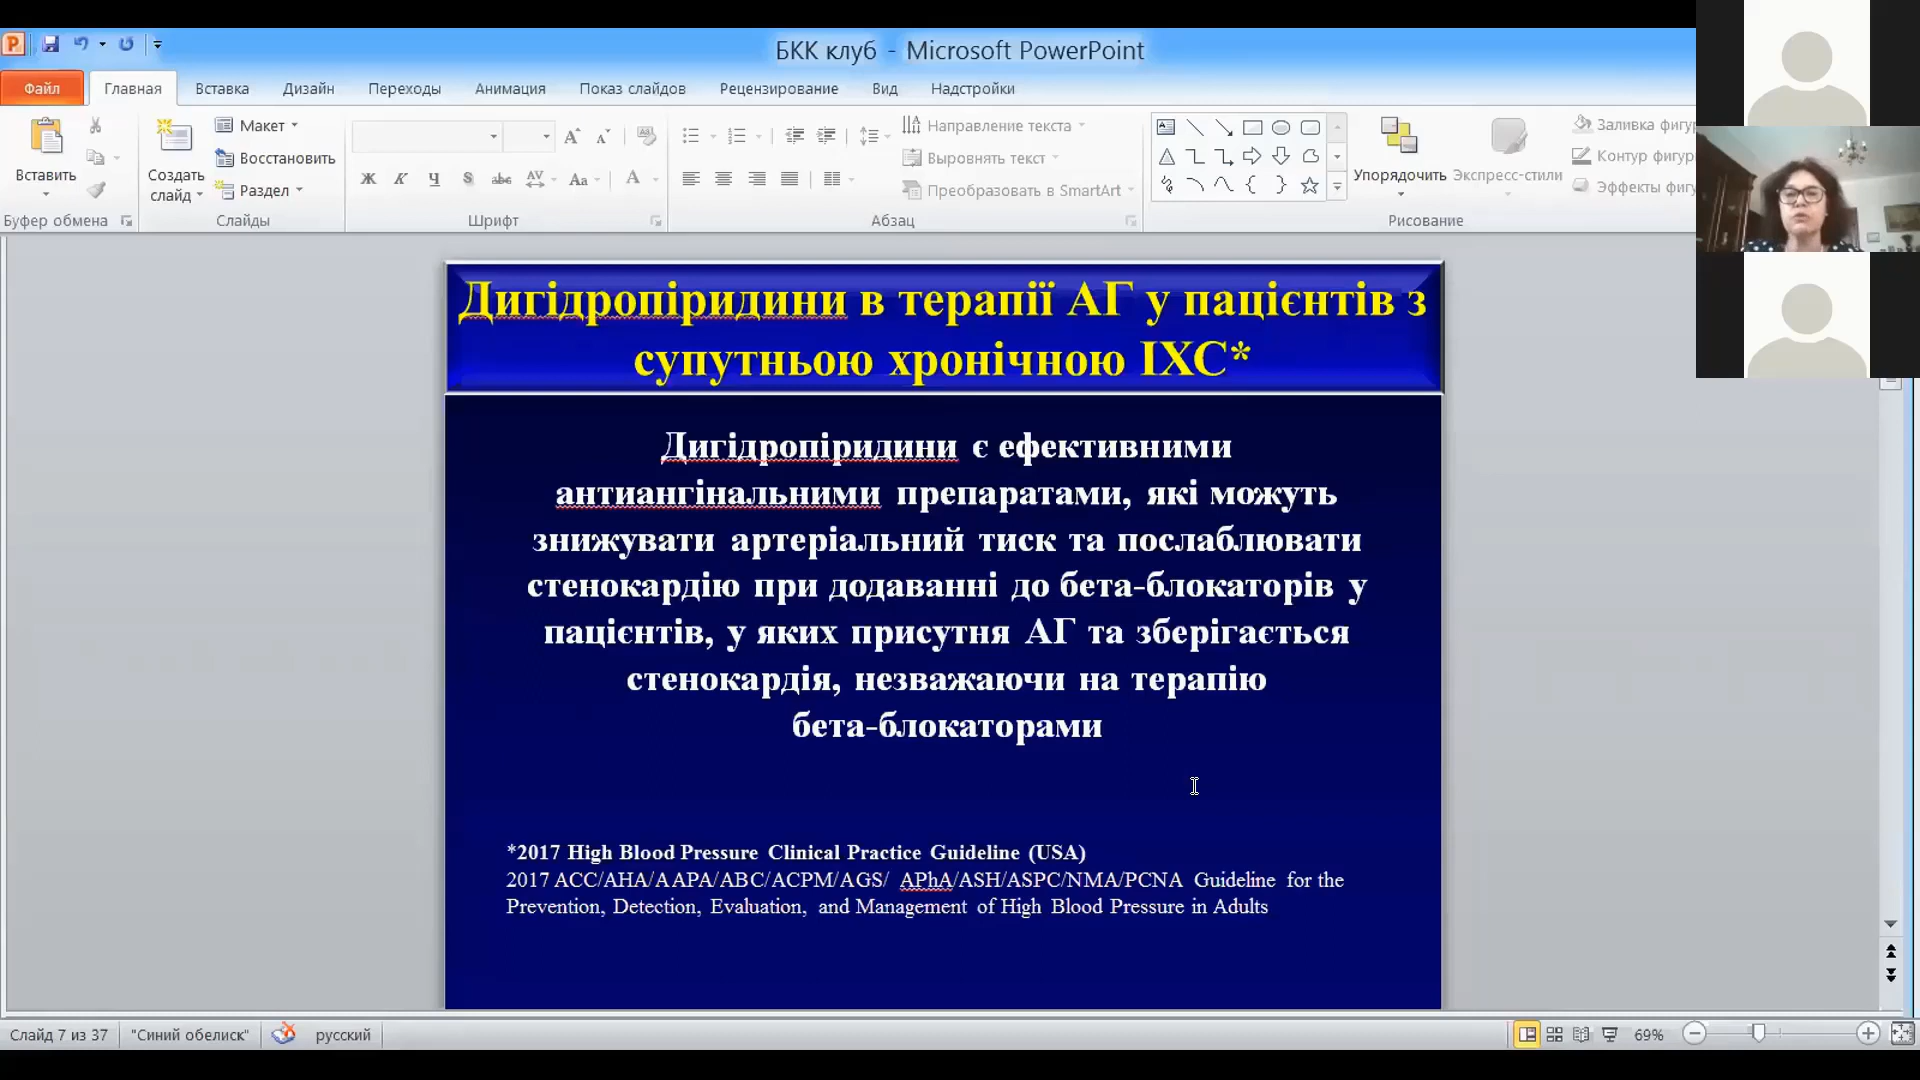 БКК клуб - Microsoft PowerPoint
Файл
Главная
Вставка
Дизайн
Переходы
Анимация
Показ слайдов
Рецензирование
Вид
Надстройки
Вставить
Буфер обмена
Создать
слайд
Макет
Восстановить
Раздел
Слайды
Ж К Ч S abc AV Aa A
Шрифт
Направление текста
Выровнять текст
Преобразовать в SmartArt
Абзац
Упорядочить
Экспресс-стили
Заливка фигу
Контур фигур
Эффекты фиг
Рисование
Дигідропіридини в терапії АГ у пацієнтів з
супутньою хронічною ІХС*
Дигідропіридини є ефективними
антиангінальними препаратами, які можуть
знижувати артеріальний тиск та послаблювати
стенокардію при додаванні до бета-блокаторів у
пацієнтів, у яких присутня АГ та зберігається
стенокардія, незважаючи на терапію
бета-блокаторами
*2017 High Blood Pressure Clinical Practice Guideline (USA)
2017 ACC/AHA/AAPA/ABC/ACPM/AGS/ APhA/ASH/ASPC/NMA/PCNA Guideline for the
Prevention, Detection, Evaluation, and Management of High Blood Pressure in Adults
Слайд 7 из 37
"Синий обелиск"
русский
69%